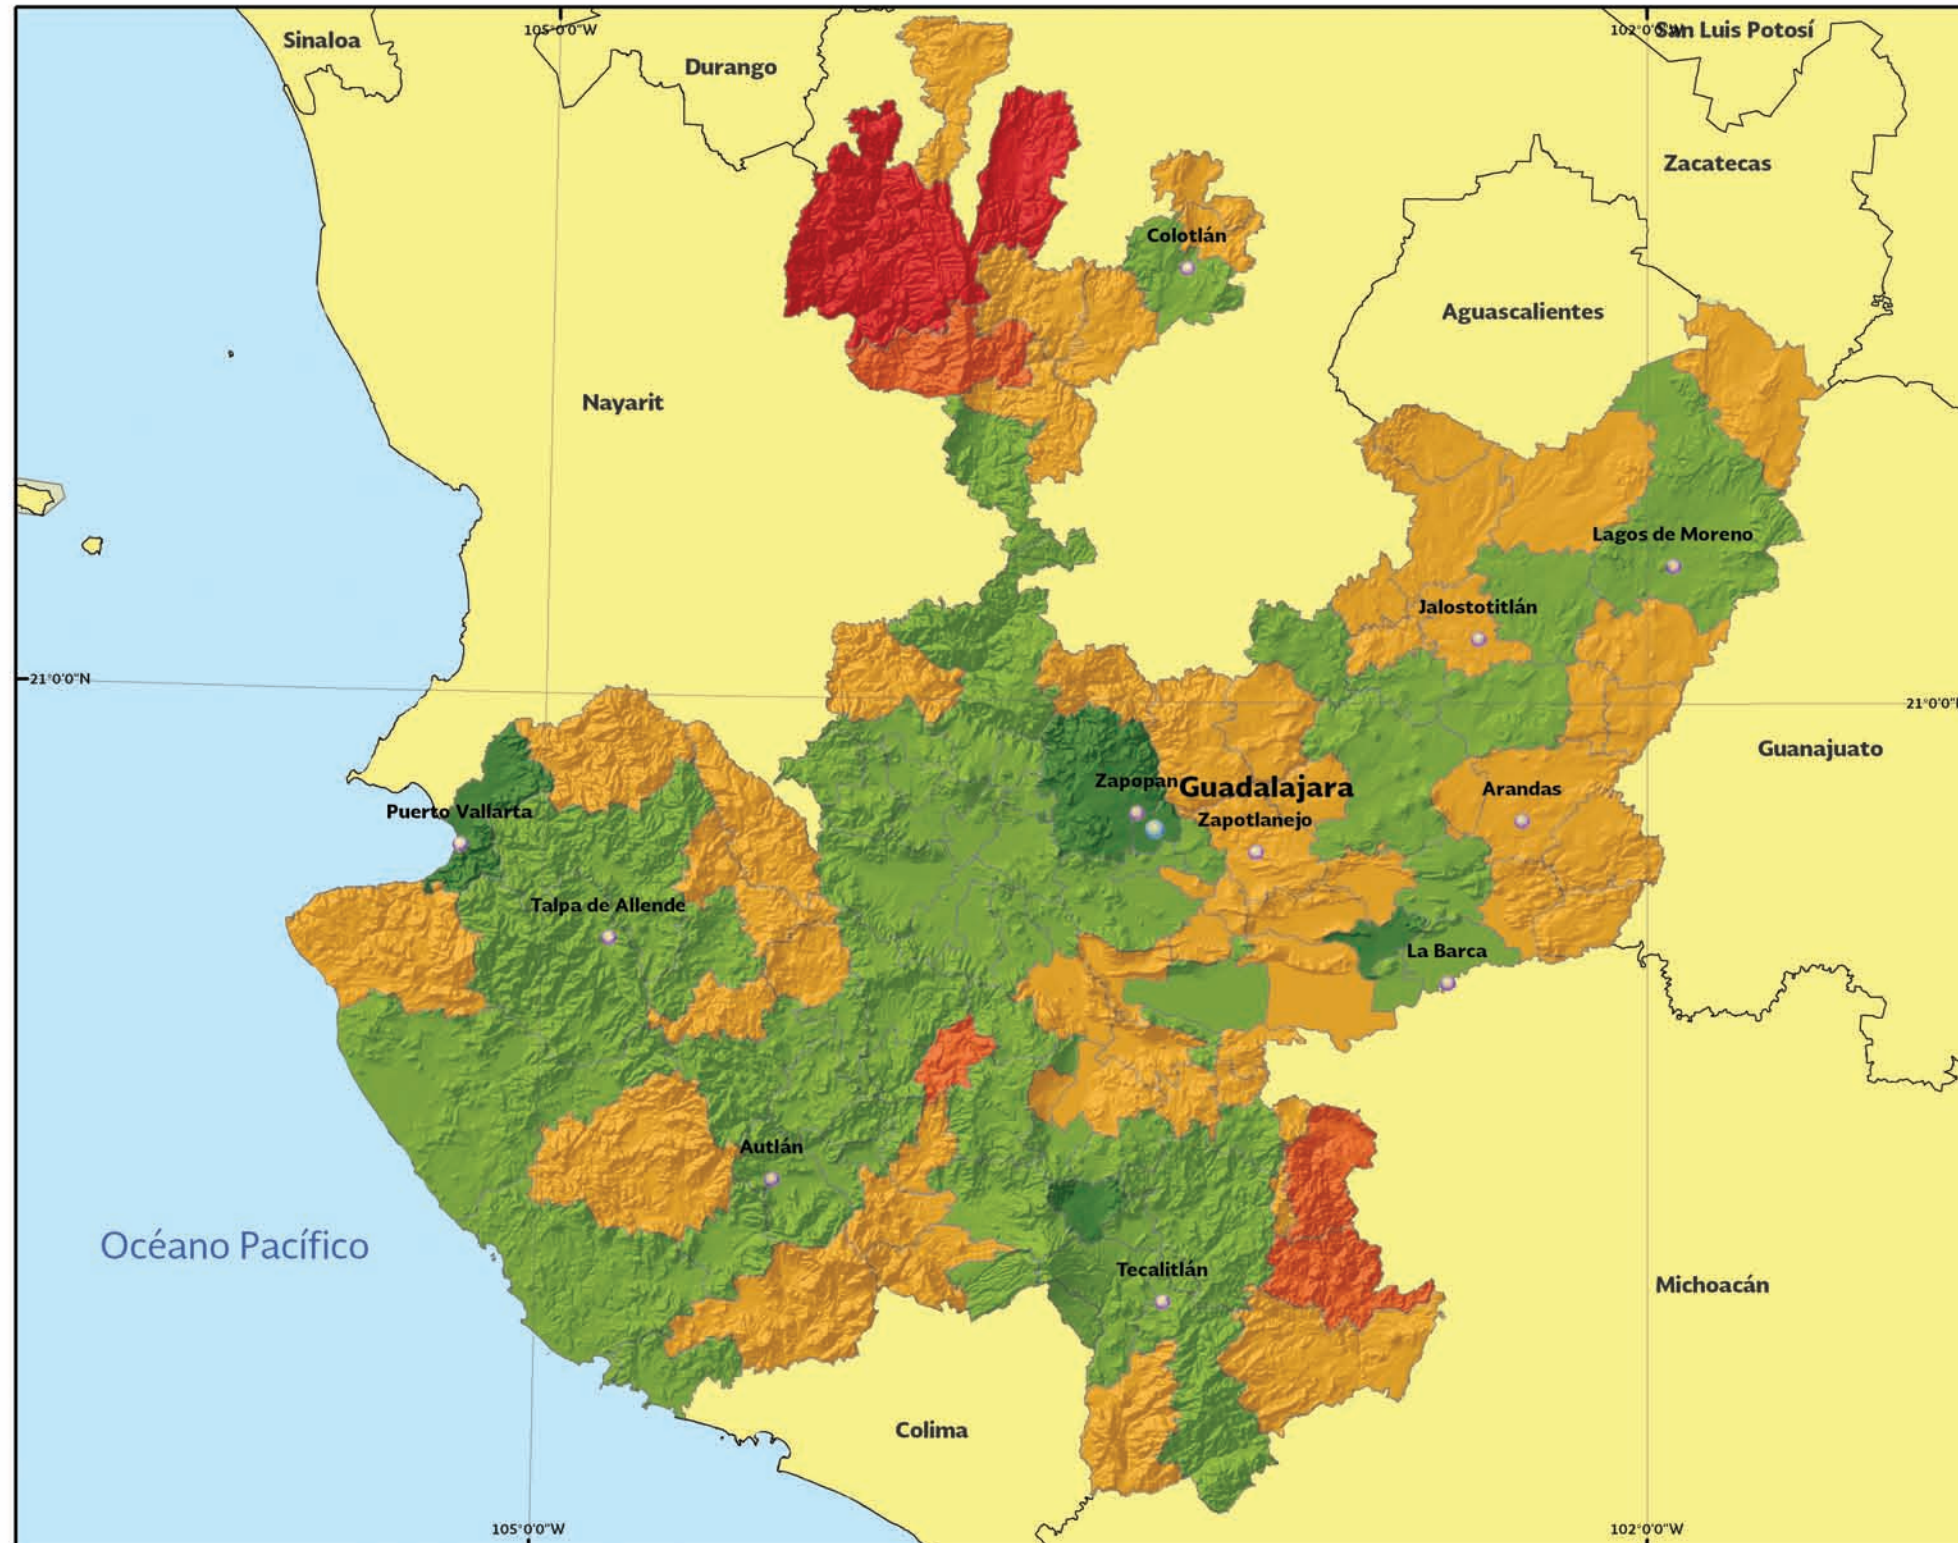 105°0'0"W
102°0'0"W
San Luis Potosí
Sinaloa
Durango
Zacatecas
Colotlán
Aguascalientes
Nayarit
Lagos de Moreno
Jalostotitlán
21°0'0"N
21°0'0"
Guanajuato
Zapopan
Guadalajara
Arandas
Puerto Vallarta
Zapotlanejo
Talpa de Allende
La Barca
Autlán
Océano Pacífico
Tecalitlán
Michoacán
Colima
105°0'0"W
102°0'0"W